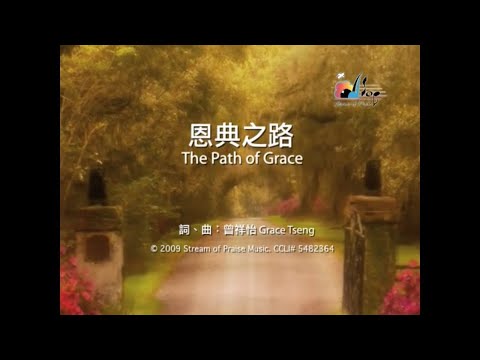 恩典之路
The Path of Grace
詞、曲：曾祥怡 Grace Tseng
© 2009 Stream of Praise Music. CCLI# 5482364